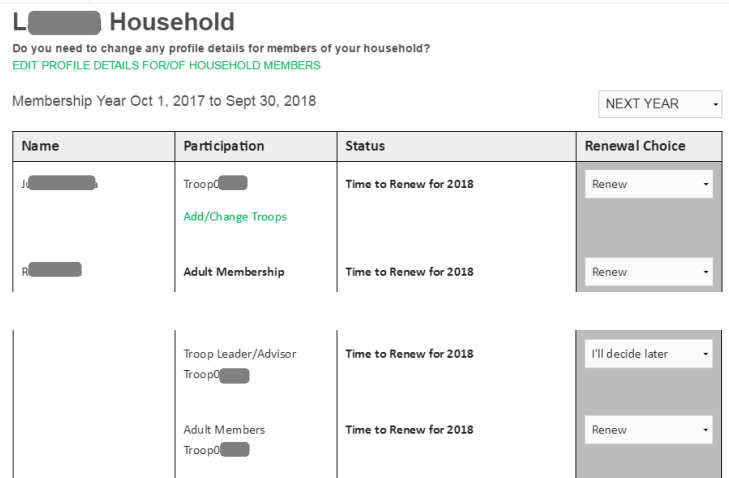 Household
Do you need to change any profile details for members of your household?
EDIT PROFILE DETAILS FOR/OF HOUSEHOLD MEMBERS
Membership Year Oct 1, 2017 to Sept 30, 2018 NEXT YEAR
Name Participation Status Renewal Choice
Troop0 Time to Renew for 2018 Renew
Add/Change Troops
Adult Membership Time to Renew for 2018 Renew
Troop Leader/Advisor Time to Renew for 2018 I'll decide later
Troop0
Adult Members Time to Renew for 2018 Renew
Troop0